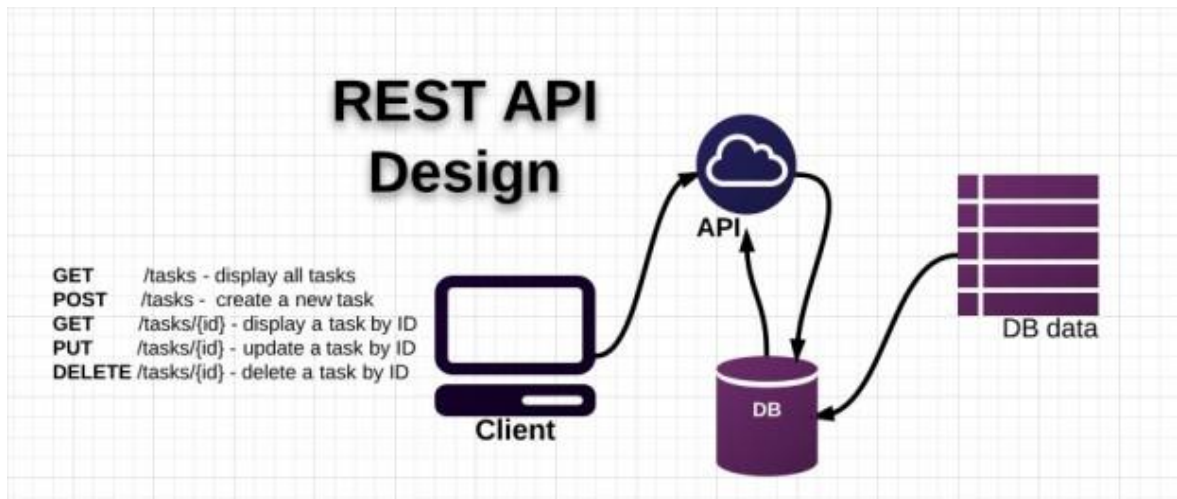 REST API
Design
API
GET /tasks - display all tasks
POST /tasks - create a new task
GET /tasks/{id} - display a task by ID
PUT /tasks/{id} - update a task by ID
DELETE /tasks/{id} - delete a task by ID
Client
DB
DB data